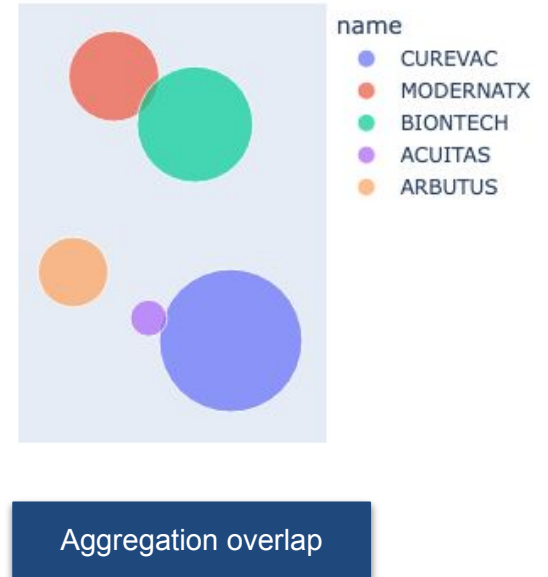 name
CUREVAC
MODERNATX
BIONTECH
ACUITAS
ARBUTUS
Aggregation overlap